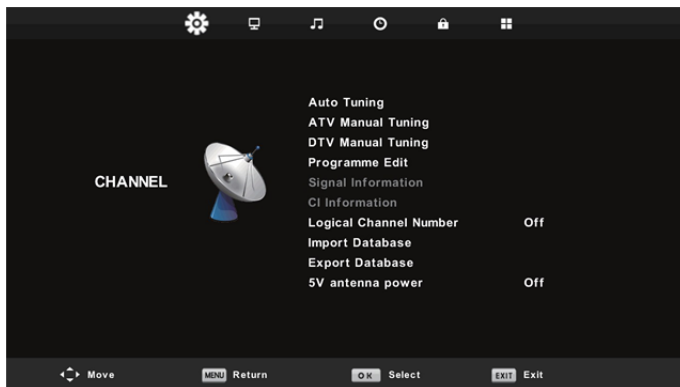 Auto Tuning
ATV Manual Tuning
DTV Manual Tuning
Programme Edit
CHANNEL
Signal Information
CI Information
Logical Channel Number Off
Import Database
Export Database
5V antenna power Off
Move MENU Return OK Select EXIT Exit